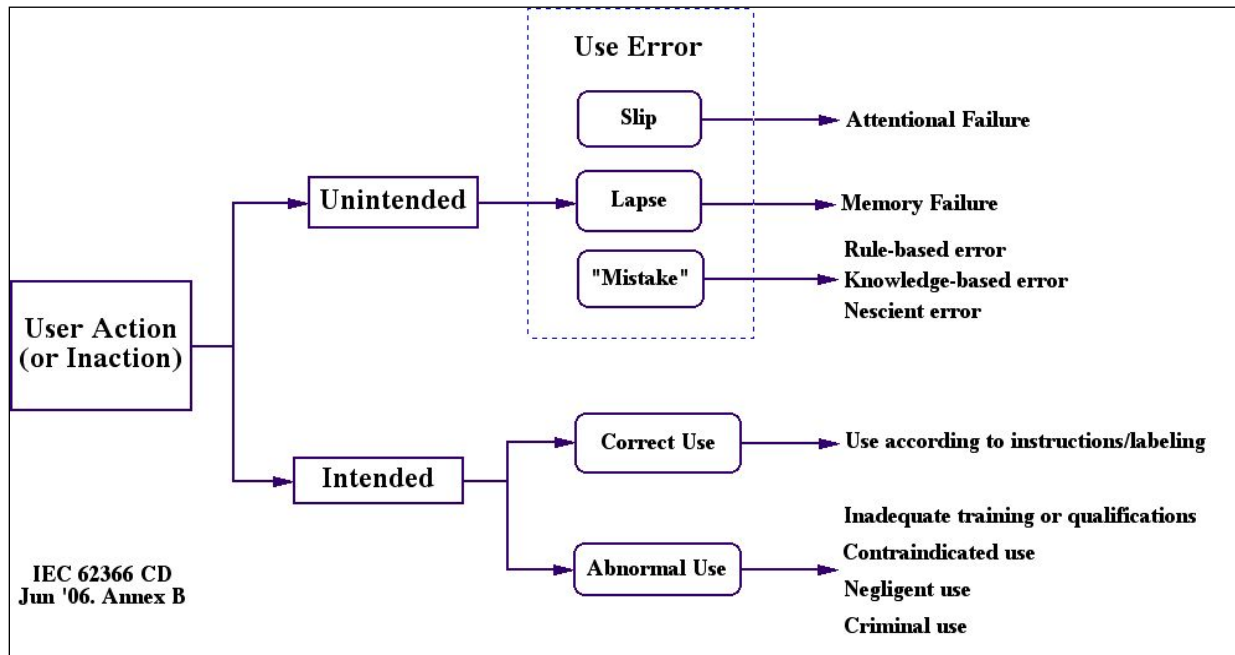 Use Error
Slip
Attentional Failure
Unintended
Lapse
Memory Failure
"Mistake"
Rule-based error
Knowledge-based error
Nescient error
User Action
(or Inaction)
Intended
Correct Use
Use according to instructions/labeling
Abnormal Use
Inadequate training or qualifications
Contraindicated use
Negligent use
Criminal use
IEC 62366 CD
Jun '06. Annex B